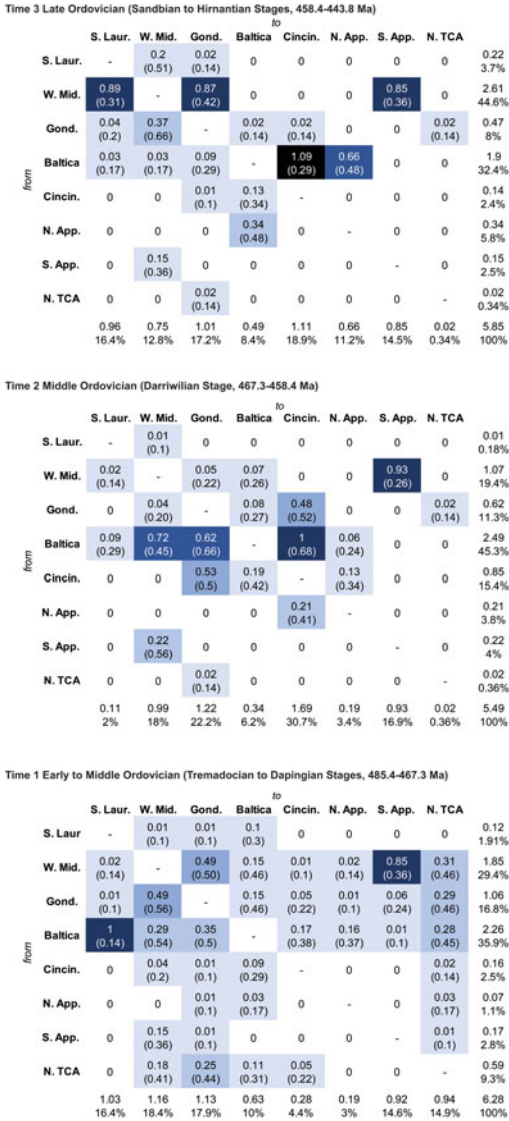 Time 3 Late Ordovician (Sandbian to Hirnantian Stages, 458.4-443.8 Ma)
to
S. Laur. W. Mid. Gond. Baltica Cincin. N. App. S. App. N. TCA
from
S. Laur. - 0.2 (0.51) 0.02 (0.14) 0 0 0 0 0 0.22 3.7%
W. Mid. 0.89 (0.31) - 0.87 (0.42) 0 0 0 0.85 (0.36) 0 2.61 44.6%
Gond. 0.04 (0.2) 0.37 (0.66) - 0.02 (0.14) 0.02 (0.14) 0 0 0.02 (0.14) 0.47 8%
Baltica 0.03 (0.17) 0.03 (0.17) 0.09 (0.29) - 1.09 (0.29) 0.66 (0.48) 0 0 1.9 32.4%
Cincin. 0 0 0.01 (0.1) 0.13 (0.34) - 0 0 0 0.14 2.4%
N. App. 0 0 0 0.34 (0.48) 0 - 0 0 0.34 5.8%
S. App. 0 0.15 (0.36) 0 0 0 0 - 0 0.15 2.5%
N. TCA 0 0 0.02 (0.14) 0 0 0 0 - 0.02 0.34%
0.96 0.75 1.01 0.49 1.11 0.66 0.85 0.02 5.85
16.4% 12.8% 17.2% 8.4% 18.9% 11.2% 14.5% 0.34% 100%
Time 2 Middle Ordovician (Darriwilian Stage, 467.3-458.4 Ma)
to
S. Laur. W. Mid. Gond. Baltica Cincin. N. App. S. App. N. TCA
from
S. Laur. - 0.01 (0.1) 0 0 0 0 0 0 0.01 0.18%
W. Mid. 0.02 (0.14) - 0.05 (0.22) 0.07 (0.26) 0 0 0.93 (0.26) 0 1.07 19.4%
Gond. 0 0.04 (0.20) - 0.08 (0.27) 0.48 (0.52) 0 0 0.02 (0.14) 0.62 11.3%
Baltica 0.09 (0.29) 0.72 (0.45) 0.62 (0.66) - 1 (0.68) 0.06 (0.24) 0 0 2.49 45.3%
Cincin. 0 0 0.53 (0.5) 0.19 (0.42) - 0.13 (0.34) 0 0 0.85 15.4%
N. App. 0 0 0 0 0.21 (0.41) - 0 0 0.21 3.8%
S. App. 0 0.22 (0.56) 0 0 0 0 - 0 0.22 4%
N. TCA 0 0 0.02 (0.14) 0 0 0 0 - 0.02 0.36%
0.11 0.99 1.22 0.34 1.69 0.19 0.93 0.02 5.49
2% 18% 22.2% 6.2% 30.7% 3.4% 16.9% 0.36% 100%
Time 1 Early to Middle Ordovician (Tremadocian to Dapingian Stages, 485.4-467.3 Ma)
to
S. Laur. W. Mid. Gond. Baltica Cincin. N. App. S. App. N. TCA
from
S. Laur - 0.01 (0.1) 0.01 (0.1) 0.1 (0.3) 0 0 0 0 0.12 1.91%
W. Mid. 0.02 (0.14) - 0.49 (0.50) 0.15 (0.46) 0.01 (0.1) 0.02 (0.14) 0.85 (0.36) 0.31 (0.46) 1.85 29.4%
Gond. 0.01 (0.1) 0.49 (0.56) - 0.15 (0.46) 0.05 (0.22) 0.01 (0.1) 0.06 (0.24) 0.29 (0.46) 1.06 16.8%
Baltica 1 (0.14) 0.29 (0.54) 0.35 (0.5) - 0.17 (0.38) 0.16 (0.37) 0.01 (0.1) 0.28 (0.45) 2.26 35.9%
Cincin. 0 0.04 (0.2) 0.01 (0.1) 0.09 (0.29) - 0 0 0.02 (0.14) 0.16 2.5%
N. App. 0 0 0.01 (0.1) 0.03 (0.17) 0 - 0 0.03 (0.17) 0.07 1.1%
S. App. 0 0.15 (0.36) 0.01 (0.1) 0 0 0 - 0.01 (0.1) 0.17 2.8%
N. TCA 0 0.18 (0.41) 0.25 (0.44) 0.11 (0.31) 0.05 (0.22) 0 0 - 0.59 9.3%
1.03 1.16 1.13 0.63 0.28 0.19 0.92 0.94 6.28
16.4% 18.4% 17.9% 10% 4.4% 3% 14.6% 14.9% 100%